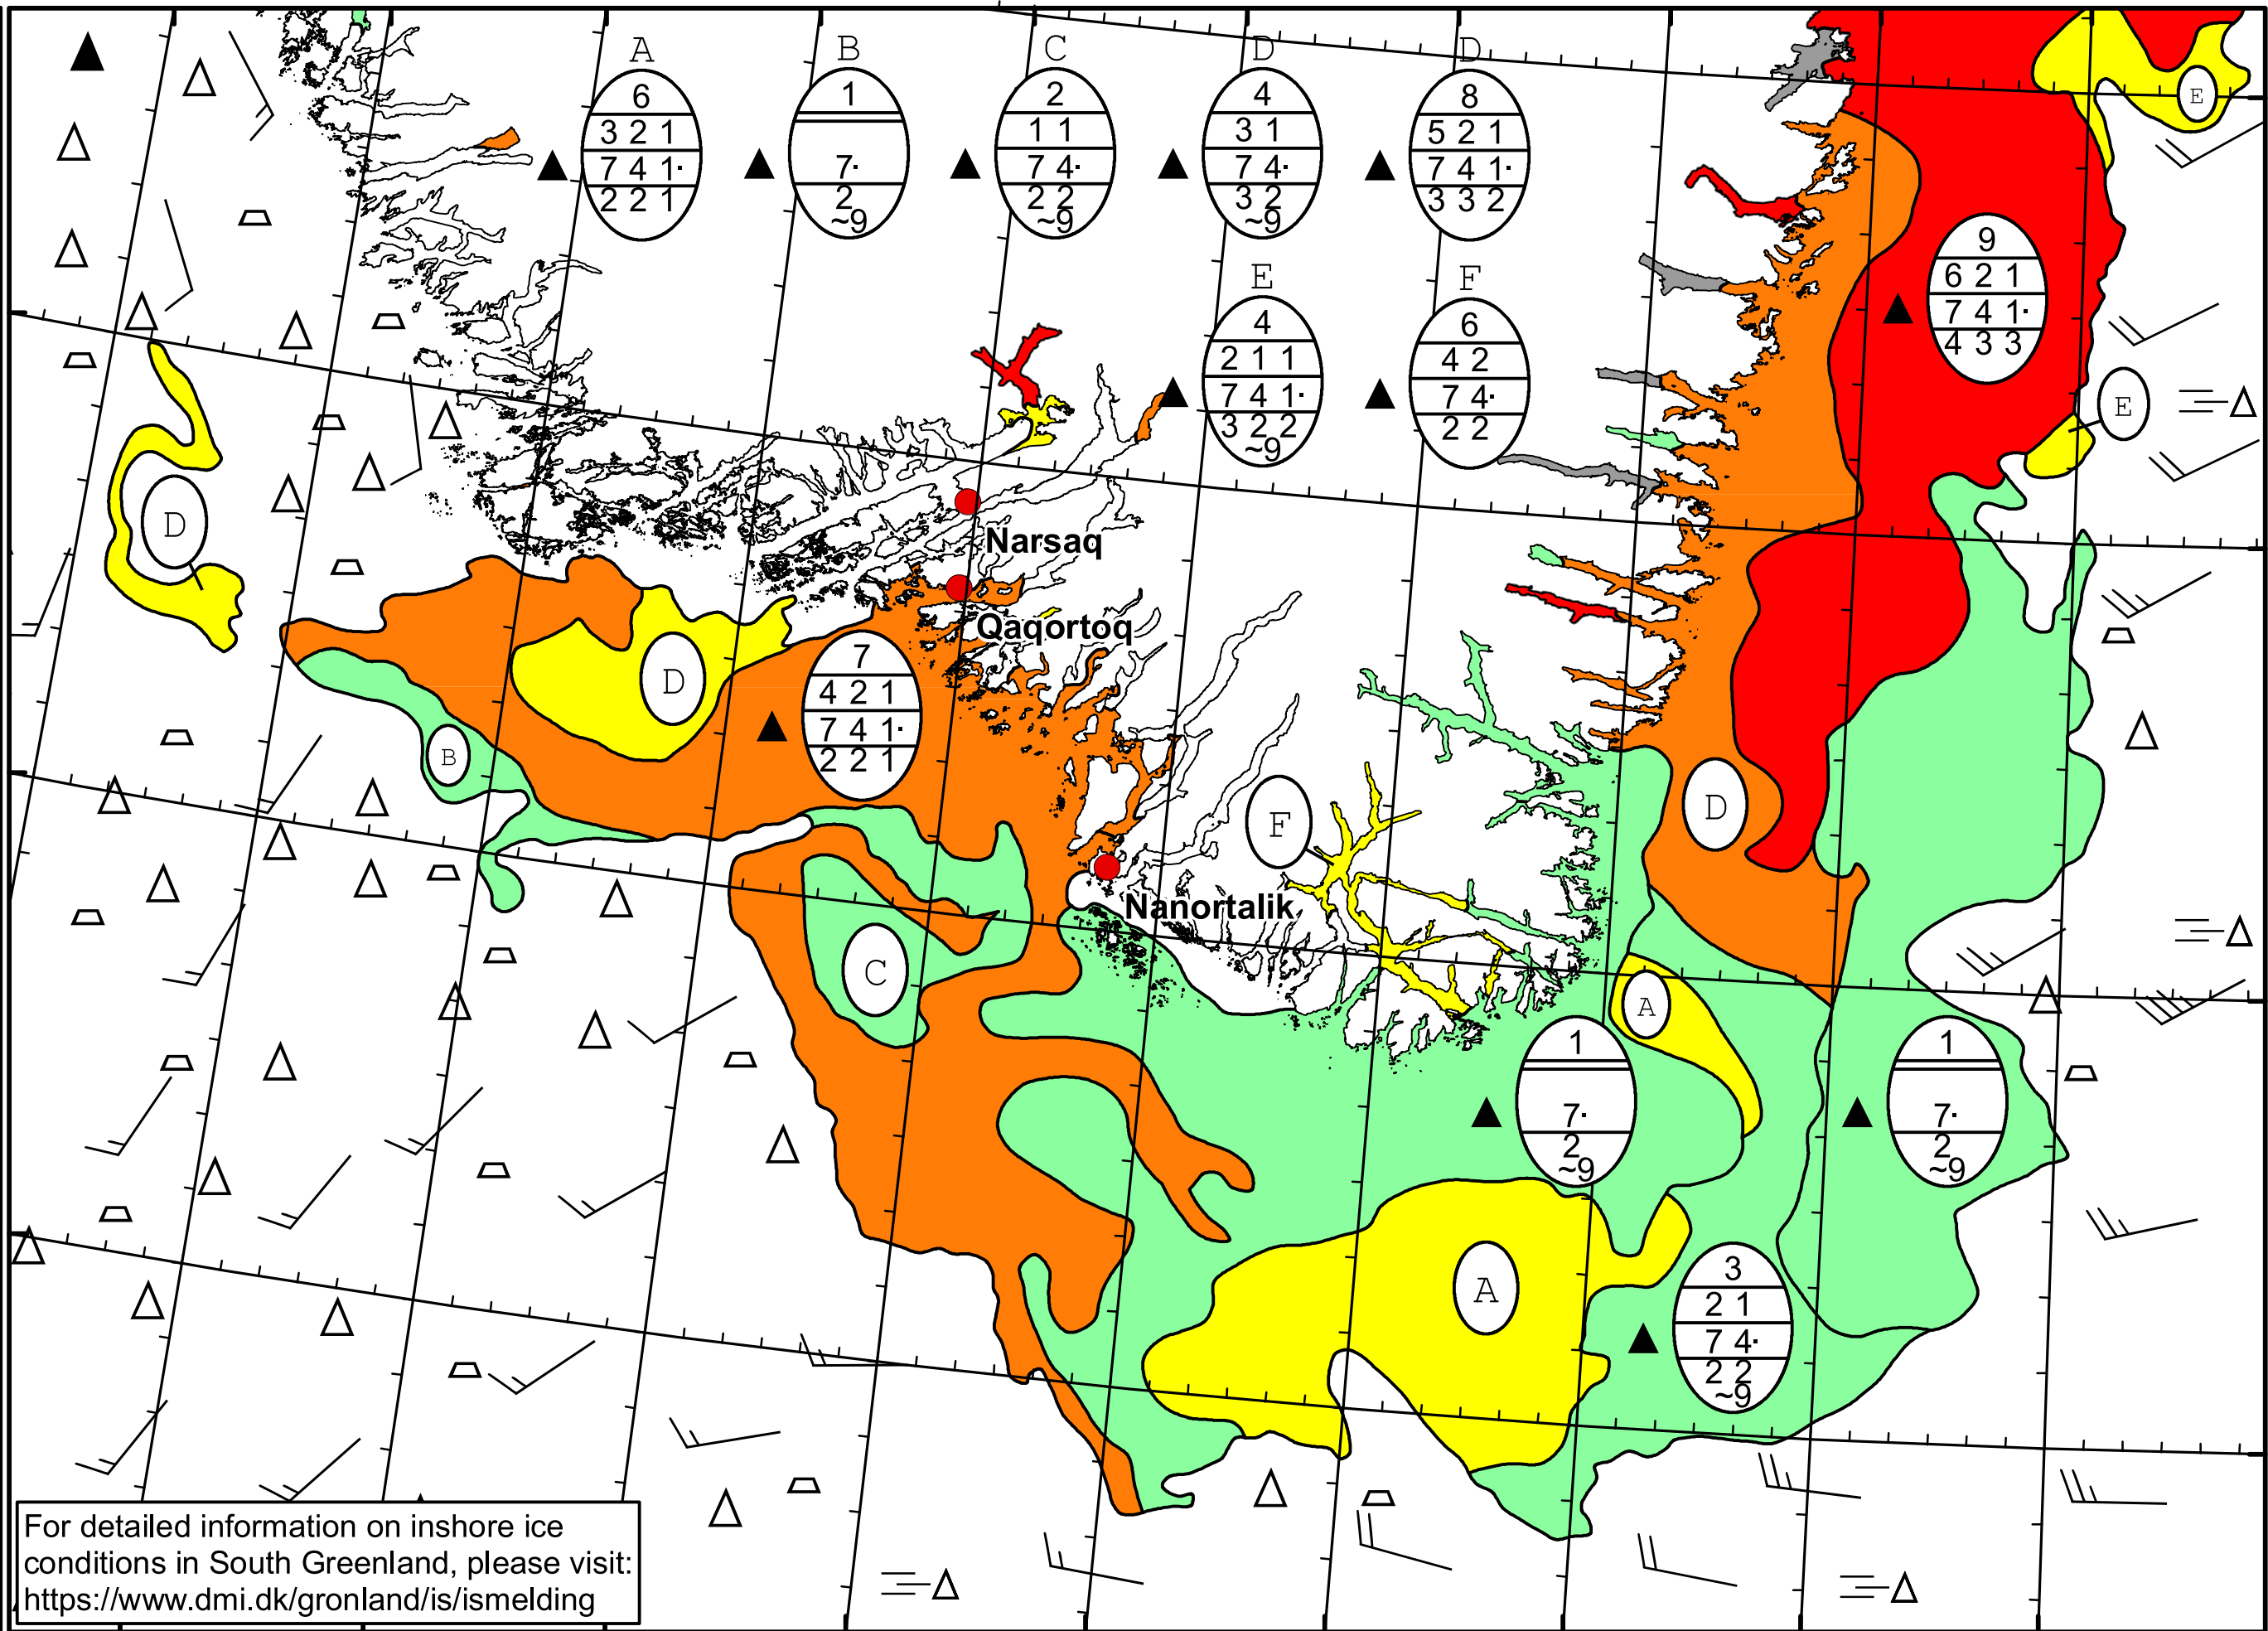 A B C D D
6 1 2 4 8
3 2 1 1 1 3 1 5 2 1
7 4 1· 7· 7 4· 7 4· 7 4 1·
2 2 1 2 2 2 3 2 3 3 2
~9 ~9 ~9
E
9
6 2 1
7 4 1·
4 3 3
E F
4 6
2 1 1 4 2
7 4 1· 7 4·
3 2 2 2 2
~9
E
D
Narsaq
Qaqortoq
D
7
4 2 1
7 4 1·
2 2 1
B
F
D
Nanortalik
C
A
1 1
7· 7·
2 2
~9 ~9
A
3
2 1
7 4·
2 2
~9
For detailed information on inshore ice
conditions in South Greenland, please visit:
https://www.dmi.dk/gronland/is/ismelding